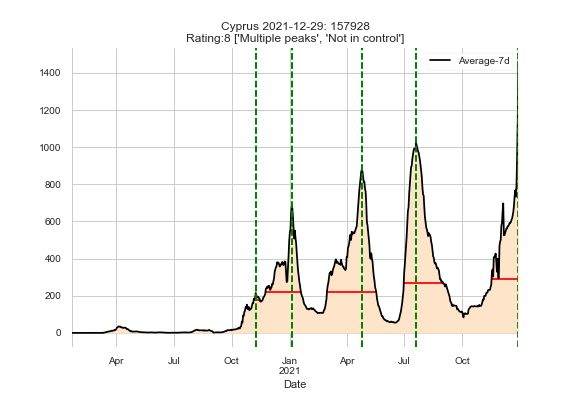 Cyprus 2021-12-29: 157928
Rating:8 ['Multiple peaks', 'Not in control']
Average-7d
1400
1200
1000
800
600
400
200
0
Apr Jul Oct Jan Apr Jul Oct
2021
Date